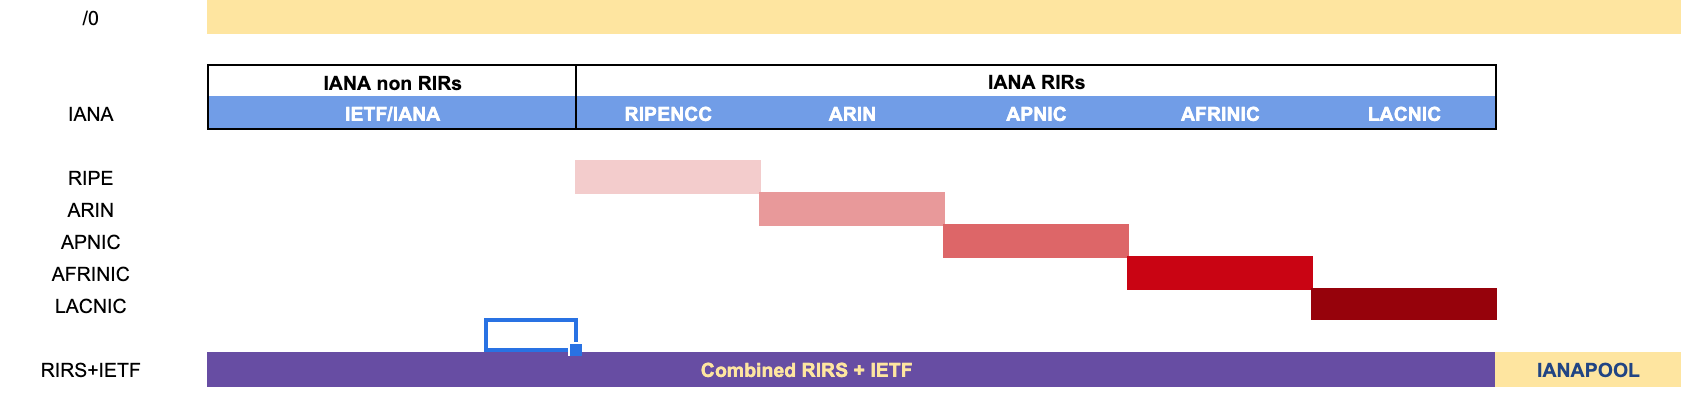 /0
IANA non RIRs IANA RIRs
IANA IETF/IANA RIPENCC ARIN APNIC AFRINIC LACNIC
RIPE
ARIN
APNIC
AFRINIC
LACNIC
RIRS+IETF Combined RIRS + IETF IANAPOOL